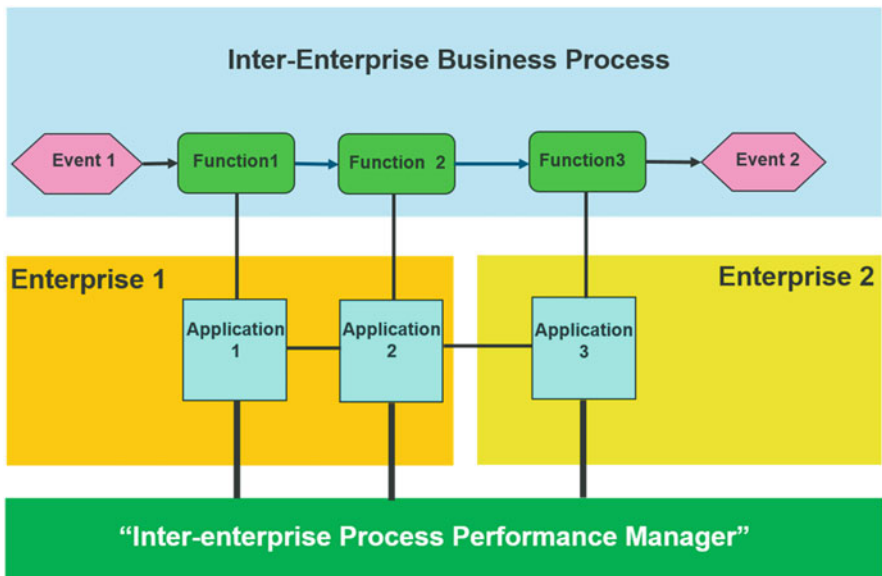 Inter-Enterprise Business Process
Event 1
Function1
Function 2
Function3
Event 2
Enterprise 1
Enterprise 2
Application
1
Application
2
Application
3
“Inter-enterprise Process Performance Manager”